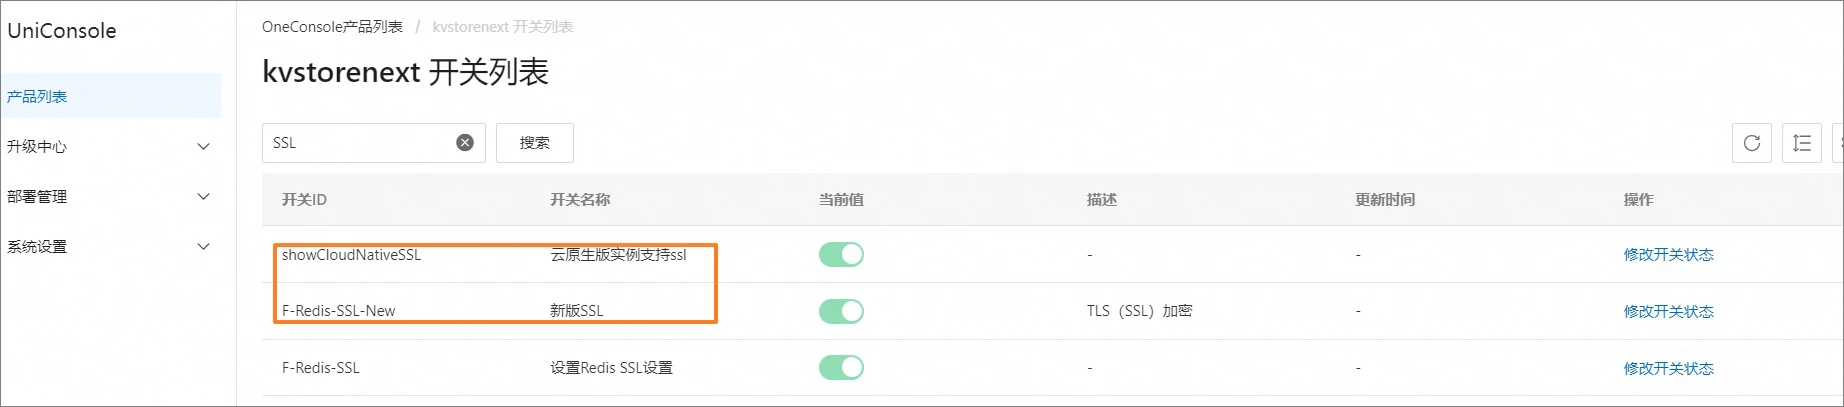 UniConsole
产品列表
升级中心
部署管理
系统设置
OneConsole产品列表 / kvstorenext 开关列表
kvstorenext 开关列表
SSL 搜索
开关ID 开关名称 当前值 描述 更新时间 操作
showCloudNativeSSL 云原生版实例支持ssl - - 修改开关状态
F-Redis-SSL-New 新版SSL TLS（SSL）加密 - 修改开关状态
F-Redis-SSL 设置Redis SSL设置 - - 修改开关状态